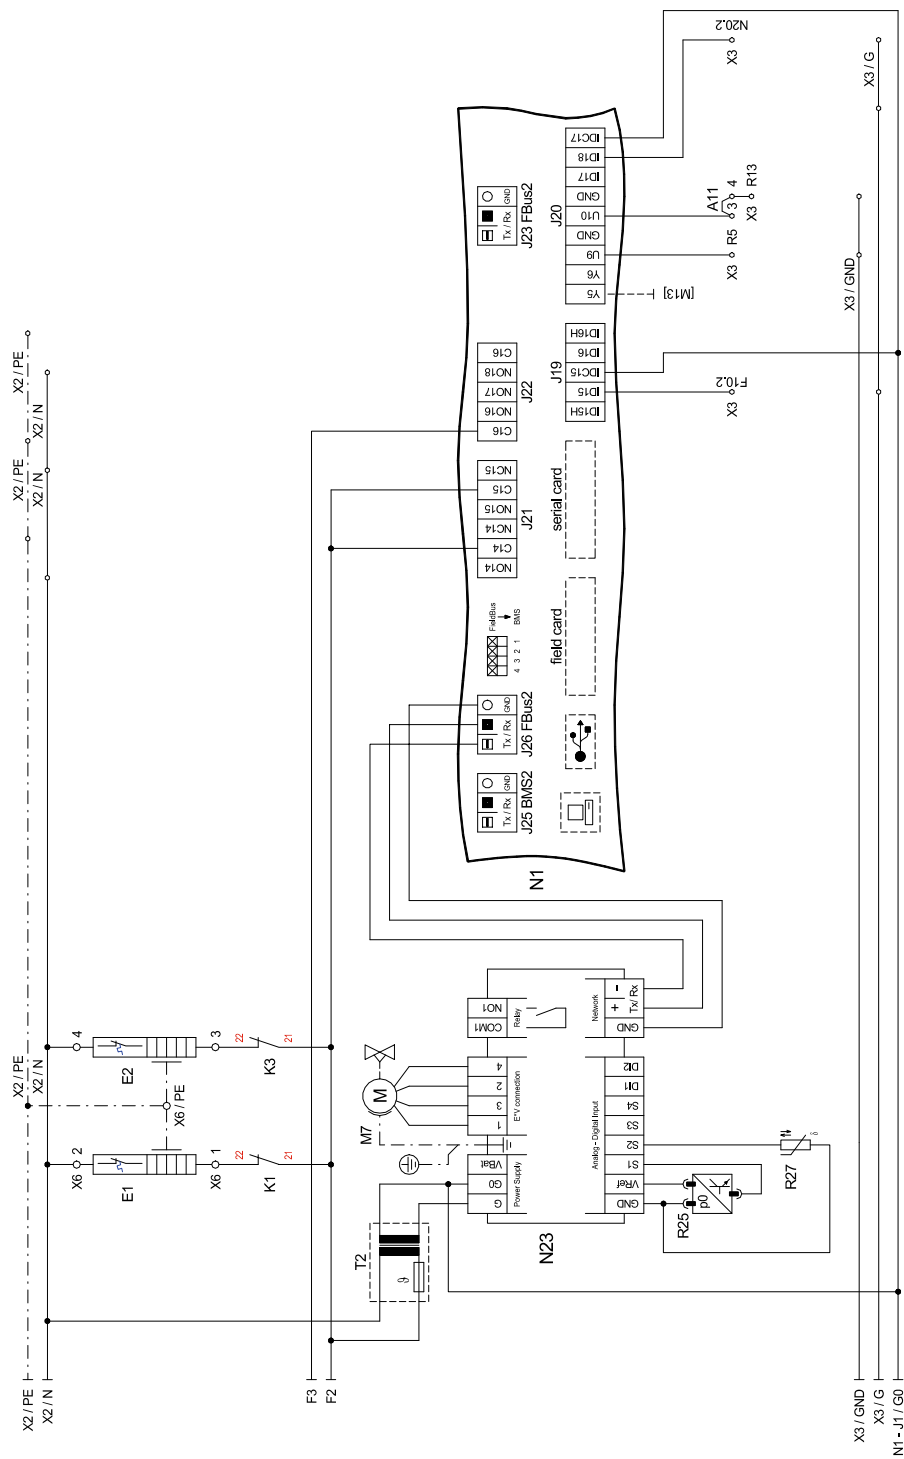 X2 / PE
X2 / N
X2 / PE
X2 / N
X2 / PE
X2 / N
X2 / PE
X2 / N
F3
F2
X6
2
E1
X6
1
22
21
K1
4
E2
3
22
21
K3
X6 / PE
T2
ϑ
M7
M
N23
G
G0
VBat
Power Supply
1
3
2
4
E*V connection
COM1
NO1
Relay
GND
VRef
S1
S2
S3
S4
DI1
DI2
Analog - Digital Input
GND
+
-
Tx/ Rx
Network
R25
p0
R27
ϑ
N1
J25 BMS2
Tx / Rx
GND
J26 FBus2
Tx / Rx
GND
FieldBus
BMS
4 3 2 1
field card
serial card
J21
NO14
C14
NC14
NO15
C15
NC15
J22
C16
NO16
NO17
NO18
C16
J23 FBus2
Tx / Rx
GND
J19
ID15H
ID15
IDC15
ID16
ID16H
J20
Y5
Y6
U9
GND
U10
GND
ID17
ID18
IDC17
[M13]
X3
F10.2
X3
R5
A11
3
4
X3
R13
X3
N20.2
X3 / GND
X3 / G
X3 / GND
X3 / G
N1 - J1 / G0